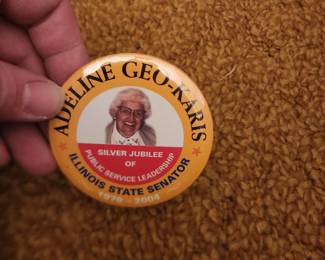 ADELINE GEO-KARIS
SILVER JUBILEE
OF
PUBLIC SERVICE LEADERSHIP
ILLINOIS STATE SENATOR
1979 - 2004